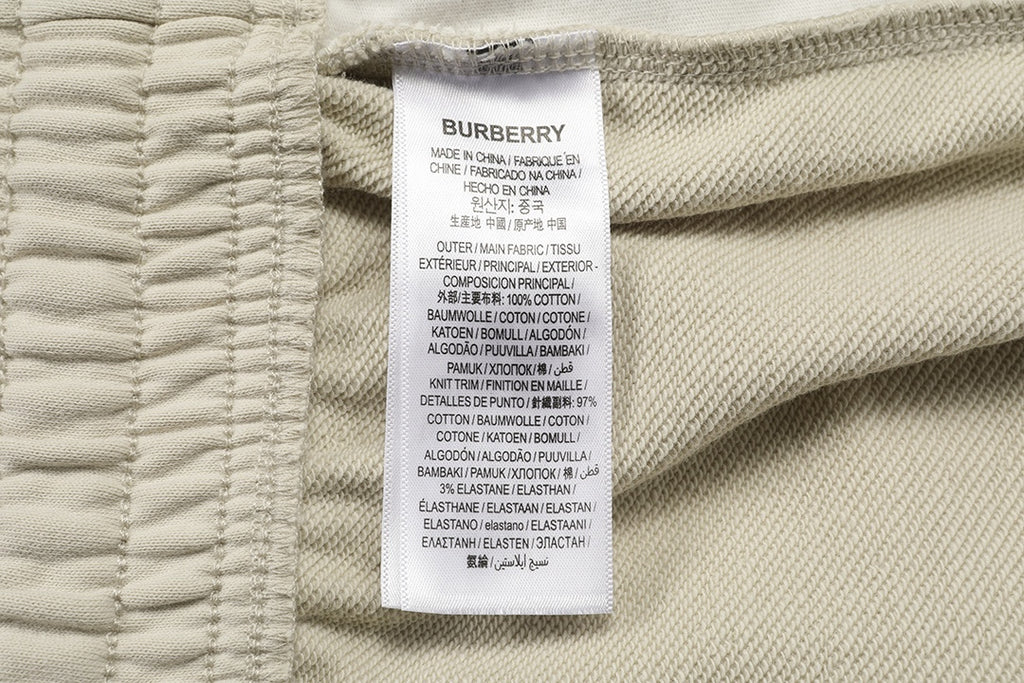 BURBERRY
MADE IN CHINA / FABRIQUÉ EN
CHINE / FABRICADO NA CHINA /
HECHO EN CHINA
원산지: 중국
生産地 中國 / 原产地 中国
OUTER / MAIN FABRIC / TISSU
EXTÉRIEUR / PRINCIPAL / EXTERIOR -
COMPOSICION PRINCIPAL /
外部/主要布料: 100% COTTON /
BAUMWOLLE / COTON / COTONE /
KATOEN / BOMULL / ALGODÓN /
ALGODÃO / PUUVILLA / BAMBAKI /
PAMUK / ХЛОПОК / 棉 / قطن
KNIT TRIM / FINITION EN MAILLE /
DETALLES DE PUNTO / 針織副料: 97%
COTTON / BAUMWOLLE / COTON /
COTONE / KATOEN / BOMULL /
ALGODÓN / ALGODÃO / PUUVILLA /
BAMBAKI / PAMUK / ХЛОПОК / 棉 / قطن
3% ELASTANE / ELASTHAN /
ÉLASTHANE / ELASTAAN / ELASTAN /
ELASTANO / elastano / ELASTAANI /
ΕΛΑΣΤΑΝΗ / ELASTEN / ЭЛАСТАН /
氨綸 / نسيج إيلاستين